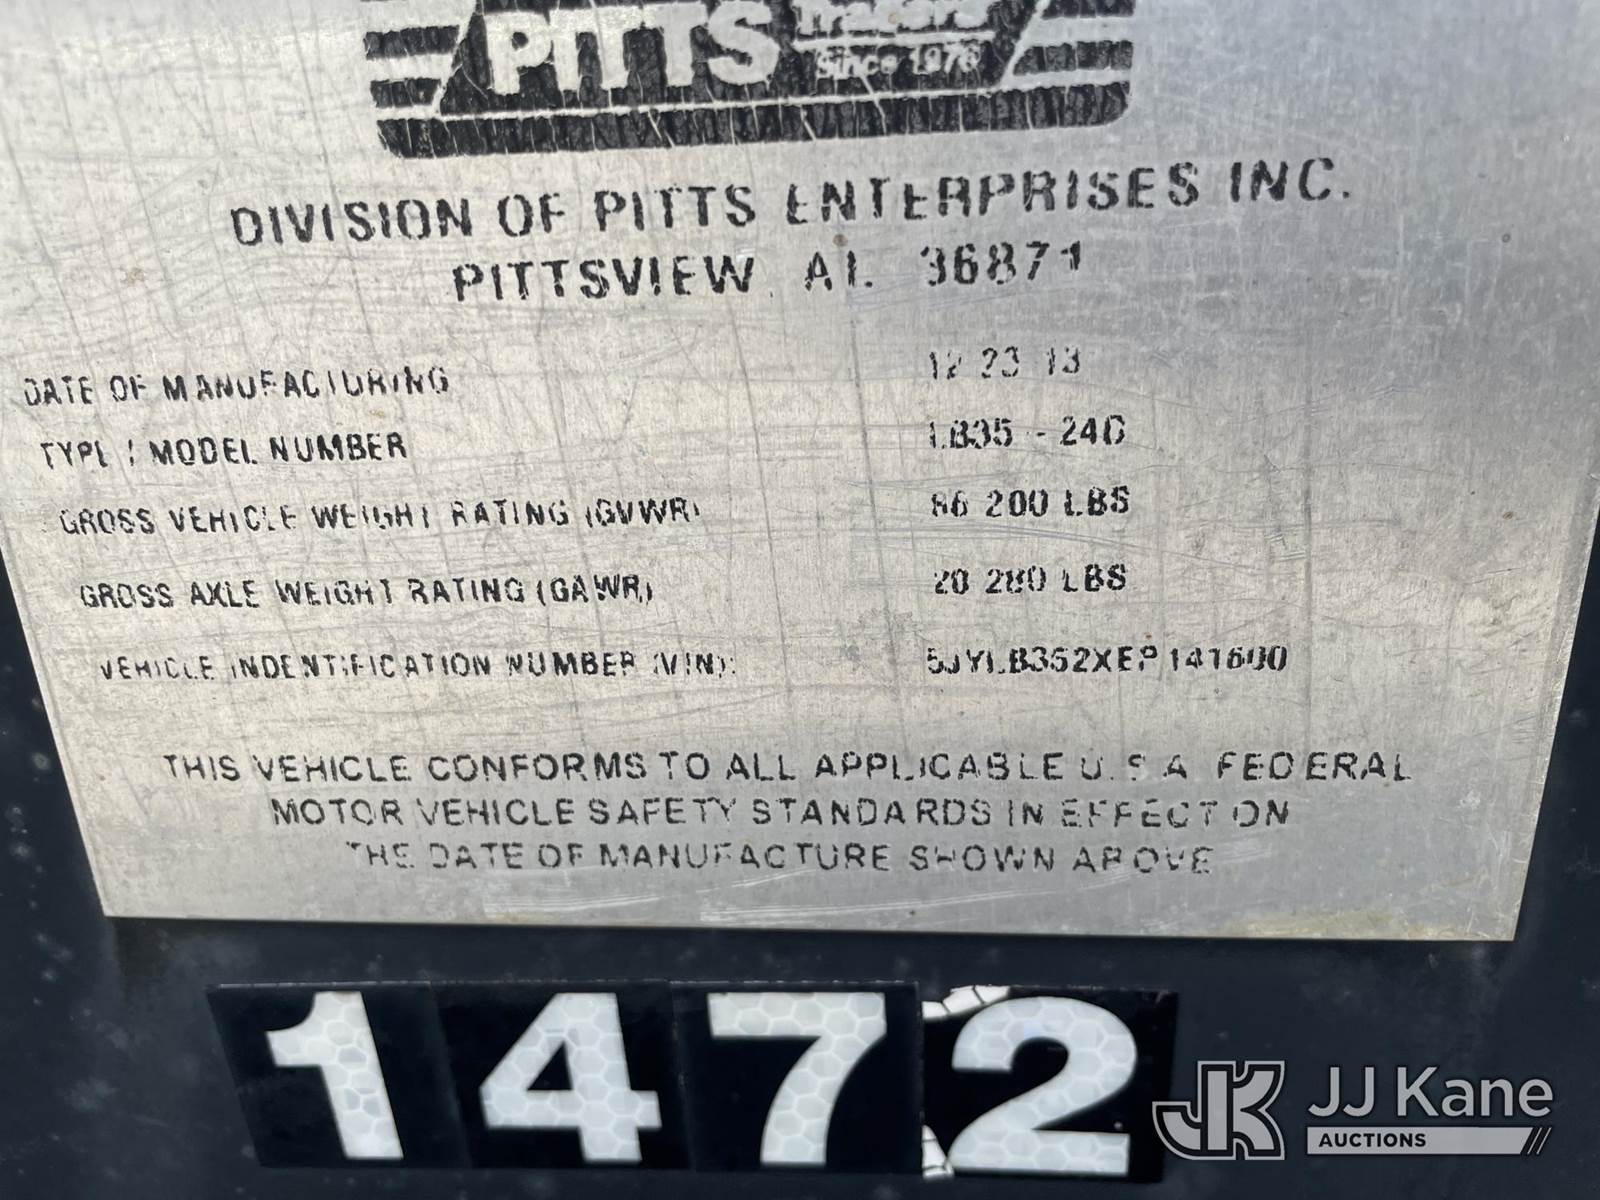 PITTS Trailers
Since 1976
DIVISION OF PITTS ENTERPRISES INC.
PITTSVIEW, AL. 36871
DATE OF MANUFACTURING 12 23 13
TYPE / MODEL NUMBER LB35 - 24C
GROSS VEHICLE WEIGHT RATING (GVWR) 86 200 LBS
GROSS AXLE WEIGHT RATING (GAWR) 20 280 LBS
VEHICLE INDENTIFICATION NUMBER (VIN): 5JYLB352XEP141600
THIS VEHICLE CONFORMS TO ALL APPLICABLE U.S.A FEDERAL
MOTOR VEHICLE SAFETY STANDARDS IN EFFECT ON
THE DATE OF MANUFACTURE SHOWN ABOVE
1472
JK JJ Kane
AUCTIONS